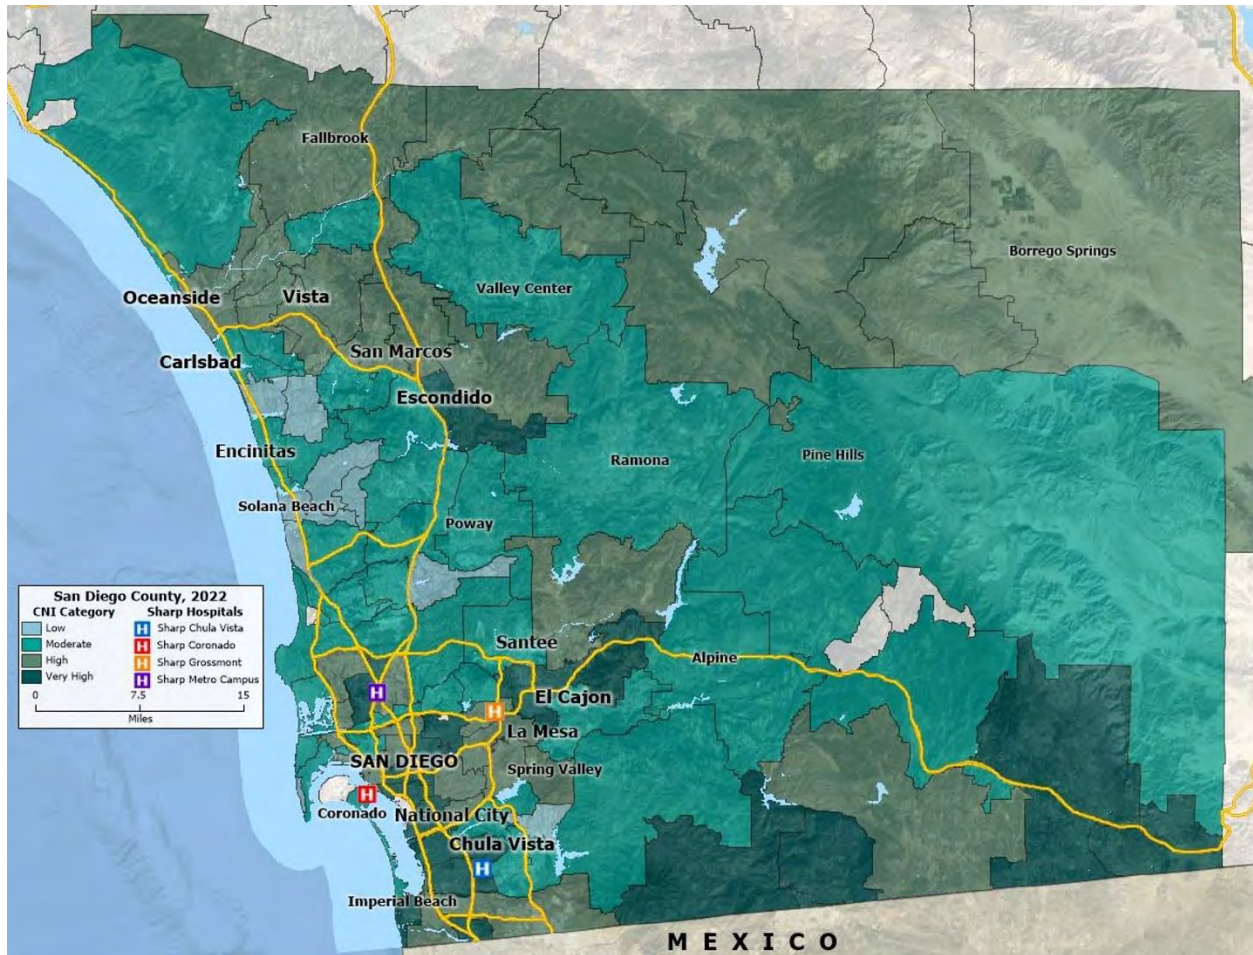 Fallbrook
Borrego Springs
Valley Center
Oceanside
Vista
San Marcos
Carlsbad
Escondido
Encinitas
Ramona
Pine Hills
Solana Beach
Poway
San Diego County, 2022
CNI Category
Low
Moderate
High
Very High
Sharp Hospitals
H Sharp Chula Vista
H Sharp Coronado
H Sharp Grossmont
H Sharp Metro Campus
0 7.5 15
Miles
Santee
Alpine
H
El Cajon
H
La Mesa
SAN DIEGO
Spring Valley
H
Coronado
National City
Chula Vista
H
Imperial Beach
MEXICO